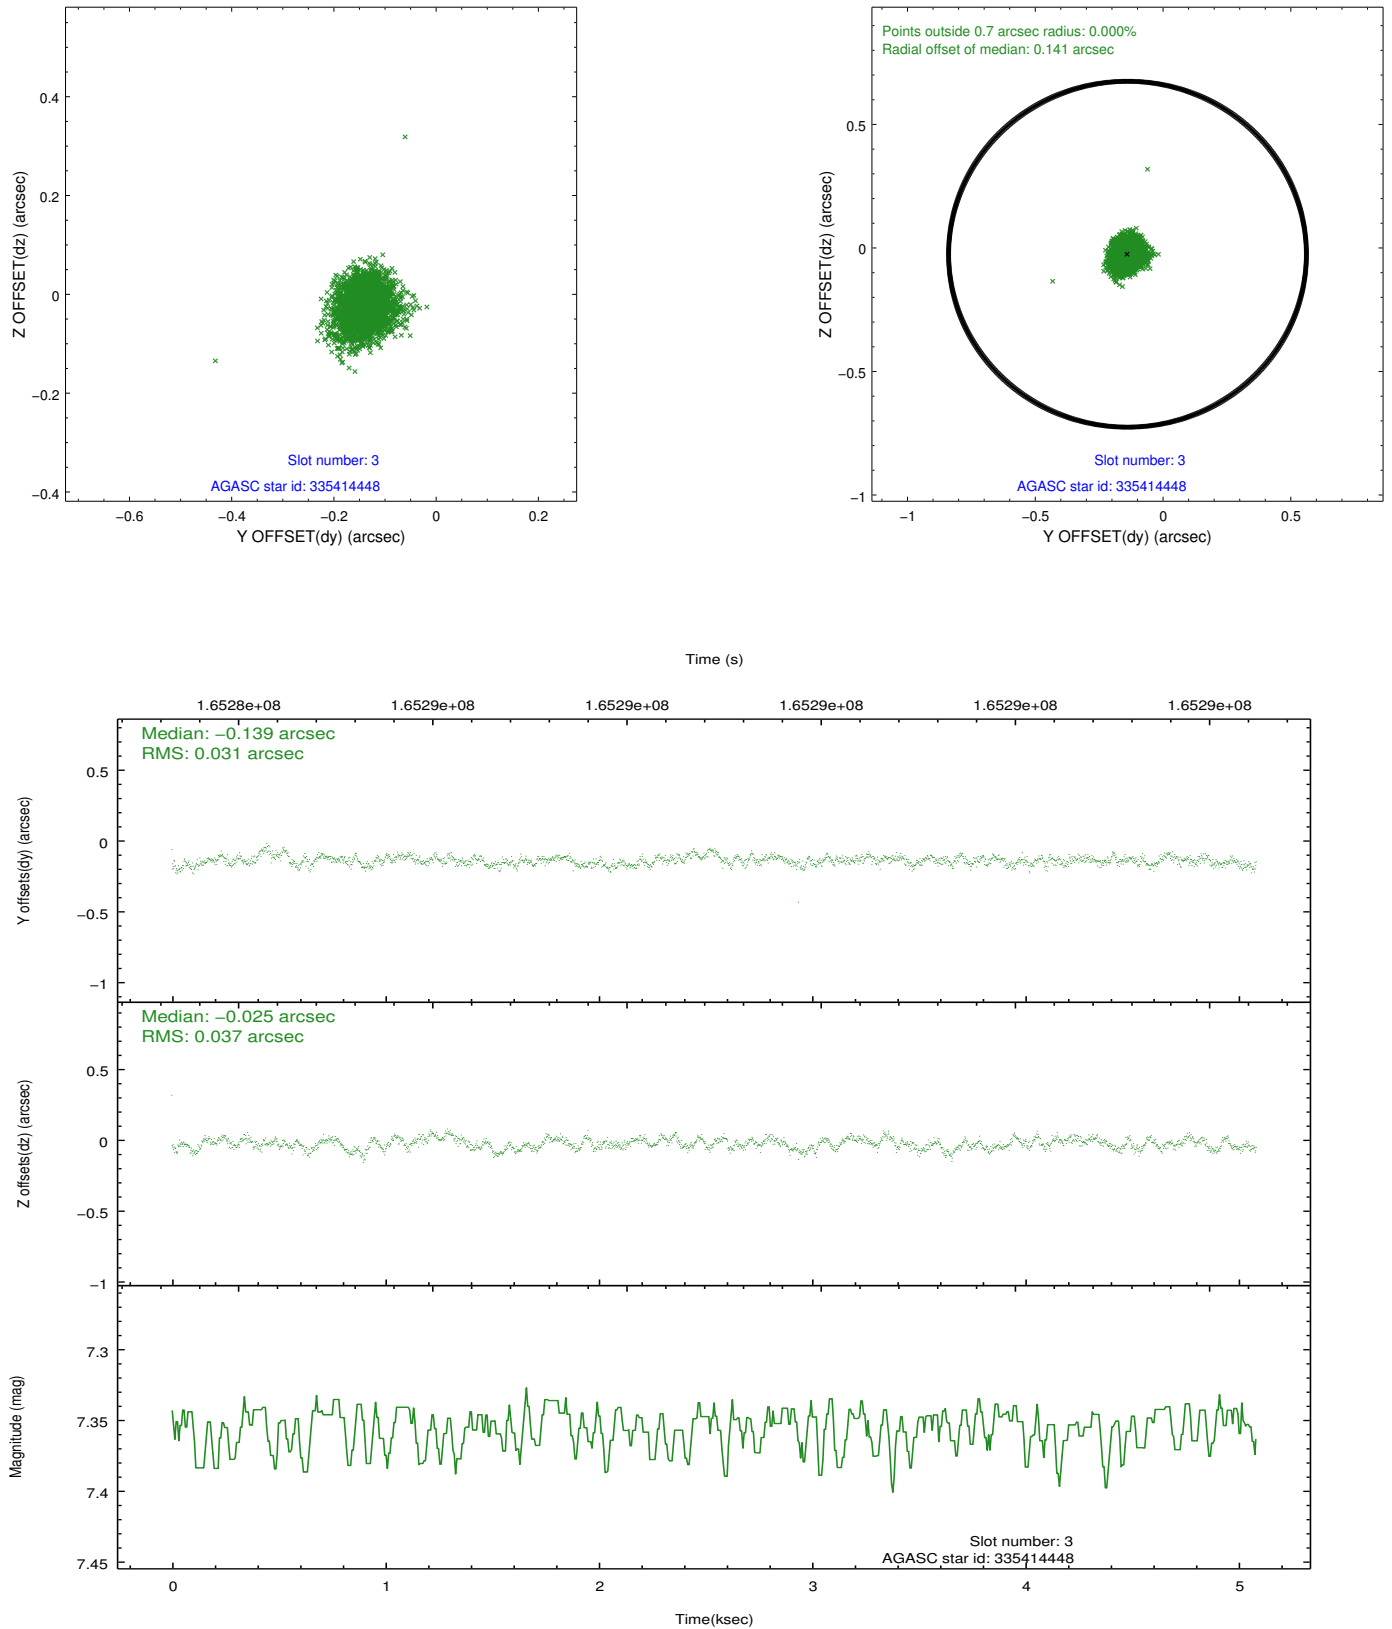 0.4
0.2
0
−0.2
−0.4
Z OFFSET(dz) (arcsec)
Slot number: 3
AGASC star id: 335414448
−0.6
−0.4
−0.2
0
0.2
Y OFFSET(dy) (arcsec)
Points outside 0.7 arcsec radius: 0.000%
Radial offset of median: 0.141 arcsec
0.5
0
−0.5
−1
Z OFFSET(dz) (arcsec)
Slot number: 3
AGASC star id: 335414448
−1
−0.5
0
0.5
Y OFFSET(dy) (arcsec)
Time (s)
1.6528e+08
1.6529e+08
1.6529e+08
1.6529e+08
1.6529e+08
1.6529e+08
Median: −0.139 arcsec
RMS: 0.031 arcsec
0.5
0
−0.5
−1
Y offsets(dy) (arcsec)
Median: −0.025 arcsec
RMS: 0.037 arcsec
0.5
0
−0.5
−1
Z offsets(dz) (arcsec)
7.3
7.35
7.4
7.45
Magnitude (mag)
Slot number: 3
AGASC star id: 335414448
0
1
2
3
4
5
Time(ksec)